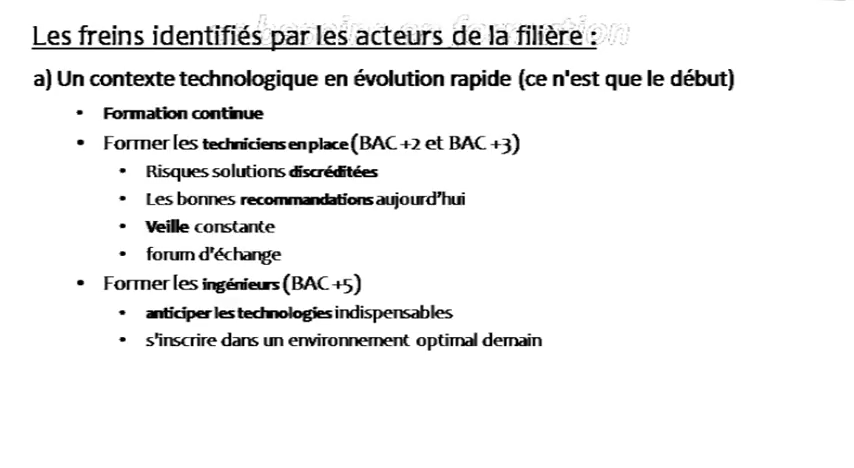 Les freins identifiés par les acteurs de la filière :
a) Un contexte technologique en évolution rapide (ce n'est que le début)
• Formation continue
• Former les techniciens en place (BAC +2 et BAC +3)
• Risques solutions discréditées
• Les bonnes recommandations aujourd'hui
• Veille constante
• forum d'échange
• Former les ingénieurs (BAC +5)
• anticiper les technologies indispensables
• s'inscrire dans un environnement optimal demain